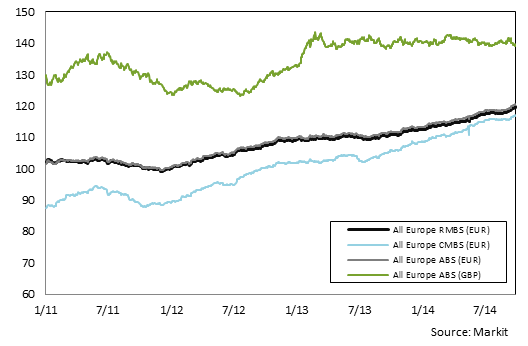 150
140
130
120
110
100
90
80
70
60
All Europe RMBS (EUR)
All Europe CMBS (EUR)
All Europe ABS (EUR)
All Europe ABS (GBP)
1/11 7/11 1/12 7/12 1/13 7/13 1/14 7/14
Source: Markit